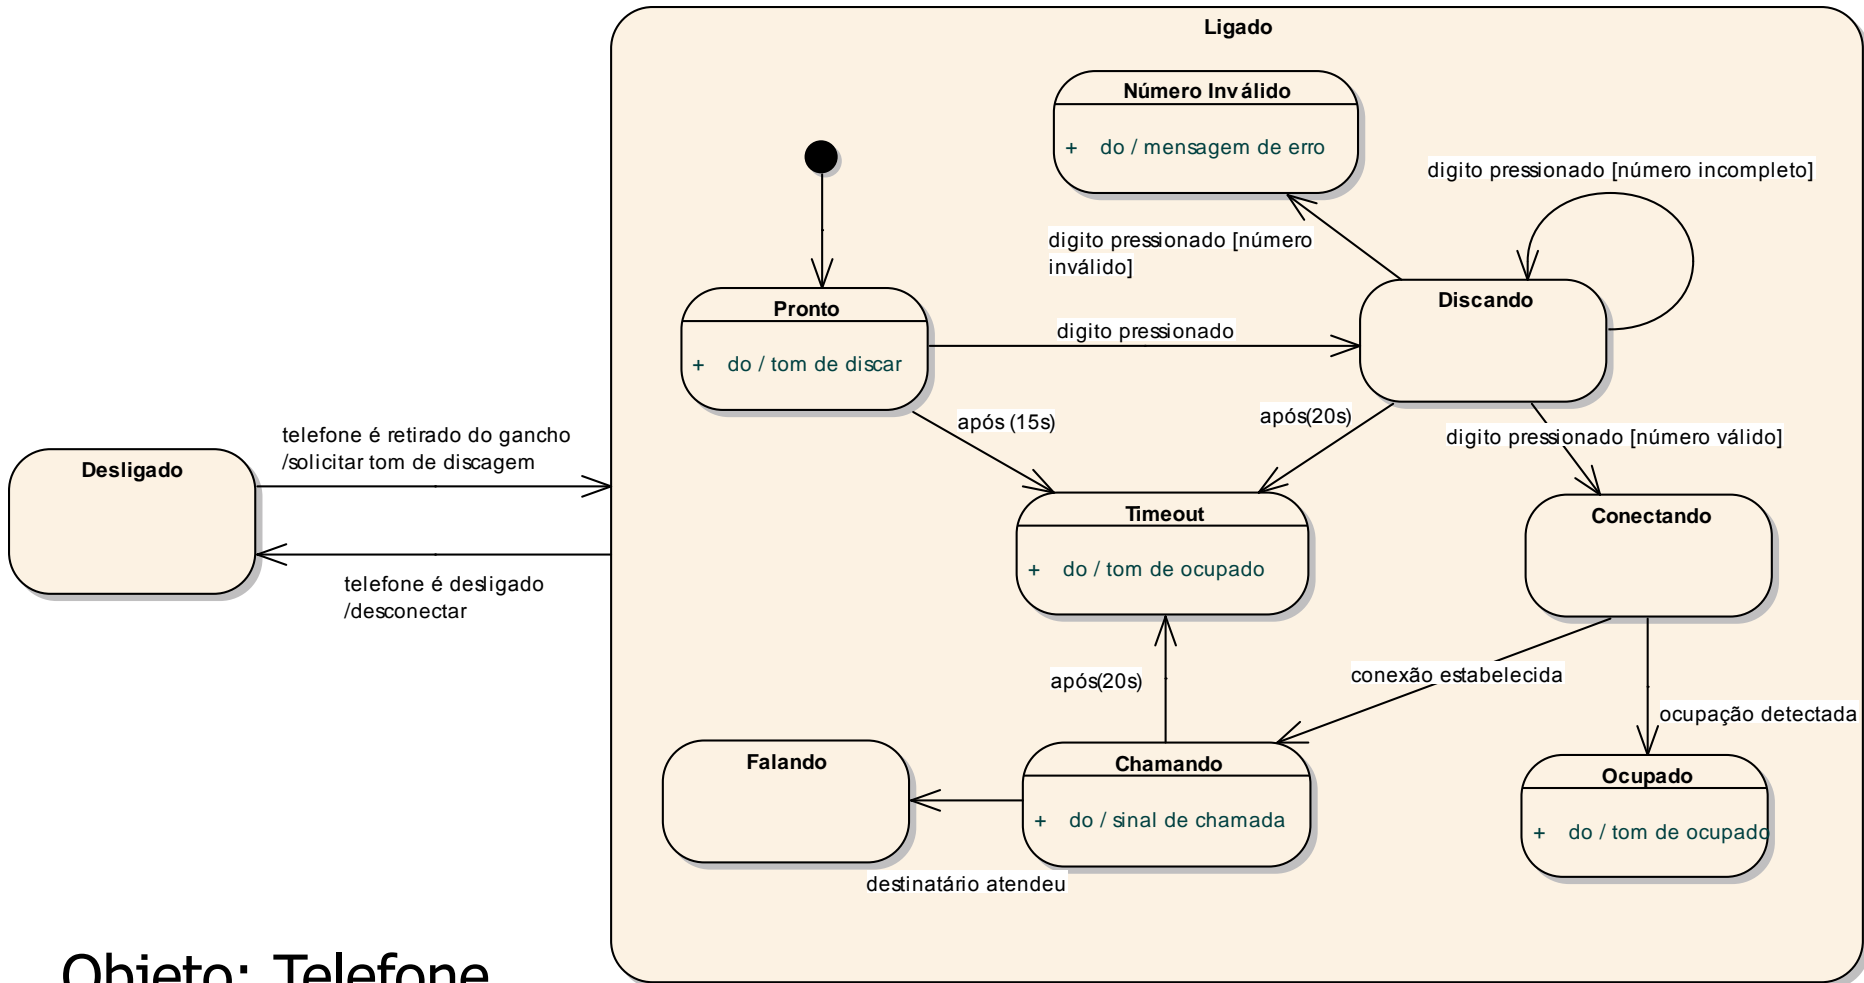 Ligado
Número Inválido
+ do / mensagem de erro
digito pressionado [número incompleto]
digito pressionado [número
inválido]
Pronto
+ do / tom de discar
digito pressionado
Discando
após (15s)
após(20s)
digito pressionado [número válido]
telefone é retirado do gancho
/solicitar tom de discagem
Desligado
telefone é desligado
/desconectar
Timeout
+ do / tom de ocupado
Conectando
após(20s)
conexão estabelecida
ocupação detectada
Falando
Chamando
+ do / sinal de chamada
Ocupado
+ do / tom de ocupado
destinatário atendeu
Objeto: Telefone